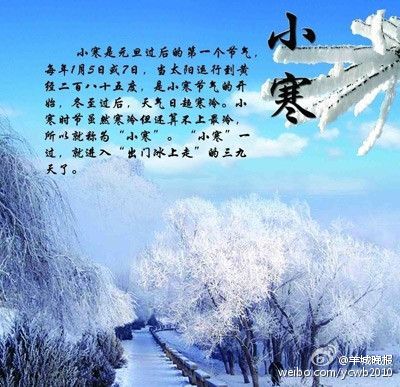 小寒
小寒是元旦过后的第一个节气，
每年1月5日或7日，当太阳运行到黄
经二百八十五度，是小寒节气的开
始，冬至过后，天气日趋寒冷。小
寒时节虽然寒冷但还算不上最冷，
所以就称为“小寒”。“小寒”一
过，就进入“出门冰上走”的三九
天了。
@羊城晚报
weibo.com/ycwb2010